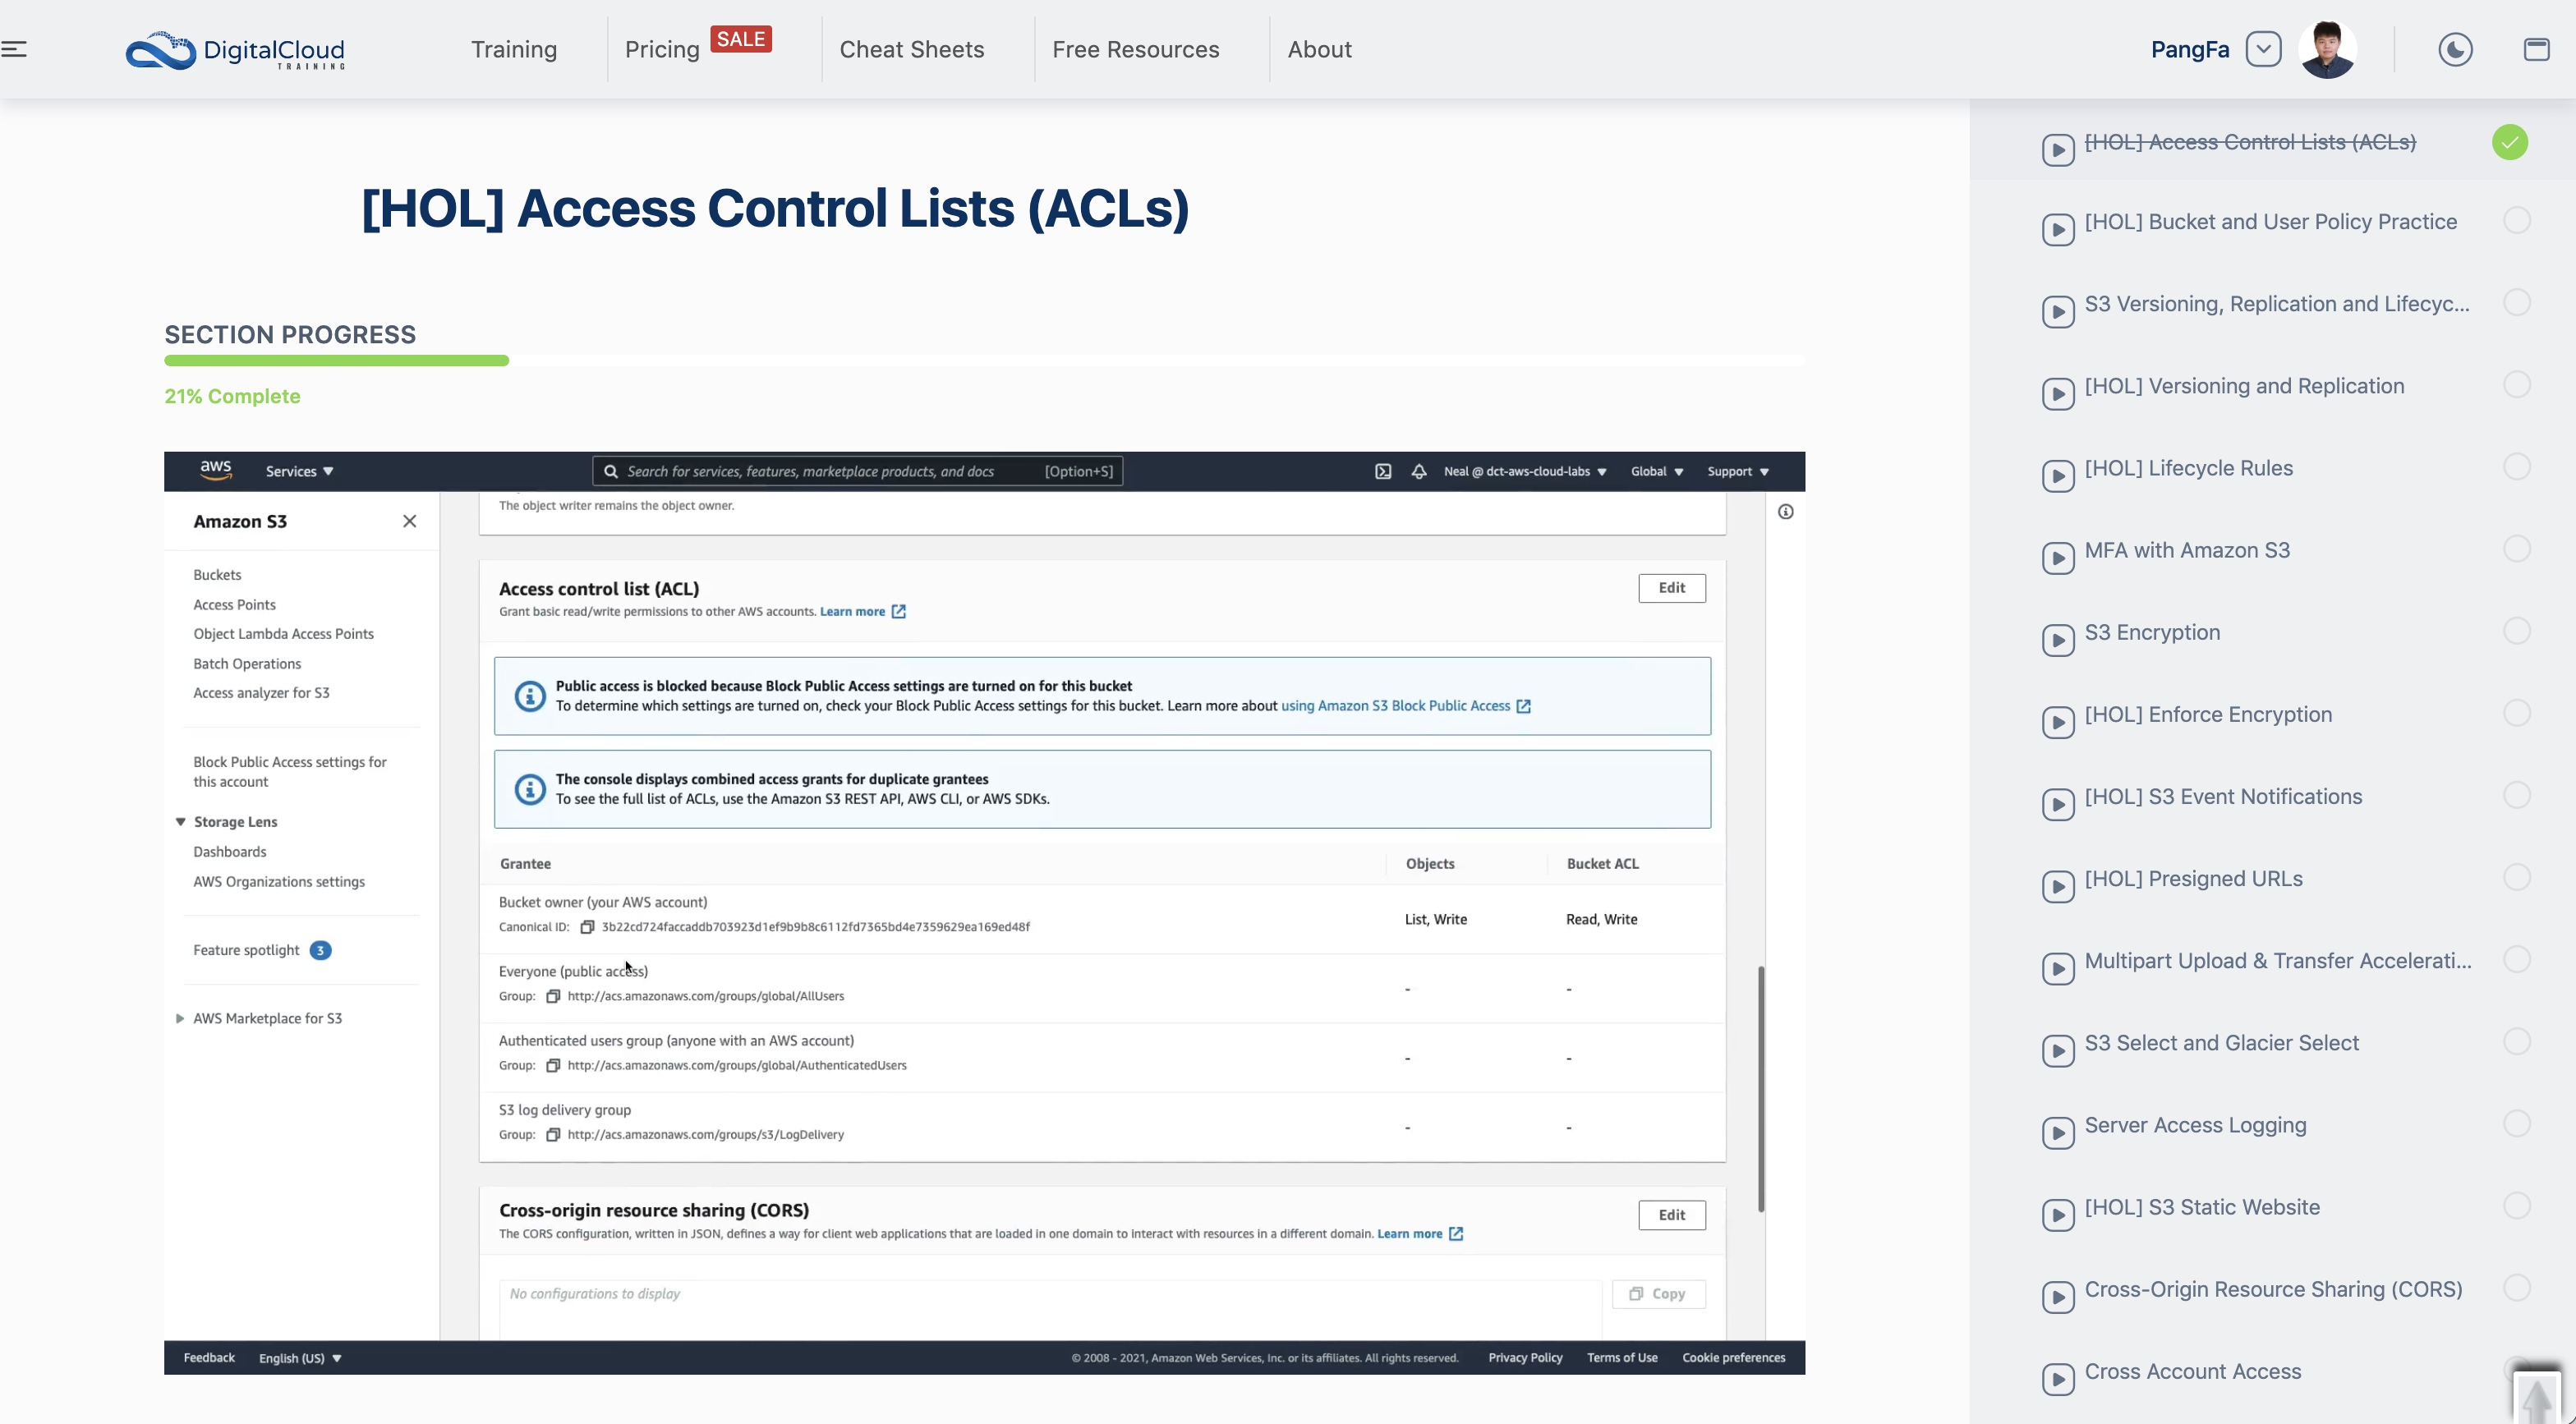 DigitalCloud
TRAINING
Training
Pricing SALE
Cheat Sheets
Free Resources
About
PangFa
[HOL] Access Control Lists (ACLs)
SECTION PROGRESS
21% Complete
aws
Services
Search for services, features, marketplace products, and docs [Option+S]
Neal @ dct-aws-cloud-labs
Global
Support
Amazon S3
Buckets
Access Points
Object Lambda Access Points
Batch Operations
Access analyzer for S3
Block Public Access settings for
this account
Storage Lens
Dashboards
AWS Organizations settings
Feature spotlight 3
AWS Marketplace for S3
The object writer remains the object owner.
Access control list (ACL)
Edit
Grant basic read/write permissions to other AWS accounts. Learn more
Public access is blocked because Block Public Access settings are turned on for this bucket
To determine which settings are turned on, check your Block Public Access settings for this bucket. Learn more about using Amazon S3 Block Public Access
The console displays combined access grants for duplicate grantees
To see the full list of ACLs, use the Amazon S3 REST API, AWS CLI, or AWS SDKs.
Grantee Objects Bucket ACL
Bucket owner (your AWS account)
Canonical ID: 3b22cd724faccaddb703923d1ef9b9b8c6112fd7365bd4e7359629ea169ed48f
List, Write Read, Write
Everyone (public access)
Group: http://acs.amazonaws.com/groups/global/AllUsers
- -
Authenticated users group (anyone with an AWS account)
Group: http://acs.amazonaws.com/groups/global/AuthenticatedUsers
- -
S3 log delivery group
Group: http://acs.amazonaws.com/groups/s3/LogDelivery
- -
Cross-origin resource sharing (CORS)
Edit
The CORS configuration, written in JSON, defines a way for client web applications that are loaded in one domain to interact with resources in a different domain. Learn more
No configurations to display
Copy
Feedback
English (US)
© 2008 - 2021, Amazon Web Services, Inc. or its affiliates. All rights reserved.
Privacy Policy
Terms of Use
Cookie preferences
[HOL] Access Control Lists (ACLs)
[HOL] Bucket and User Policy Practice
S3 Versioning, Replication and Lifecyc...
[HOL] Versioning and Replication
[HOL] Lifecycle Rules
MFA with Amazon S3
S3 Encryption
[HOL] Enforce Encryption
[HOL] S3 Event Notifications
[HOL] Presigned URLs
Multipart Upload & Transfer Accelerati...
S3 Select and Glacier Select
Server Access Logging
[HOL] S3 Static Website
Cross-Origin Resource Sharing (CORS)
Cross Account Access